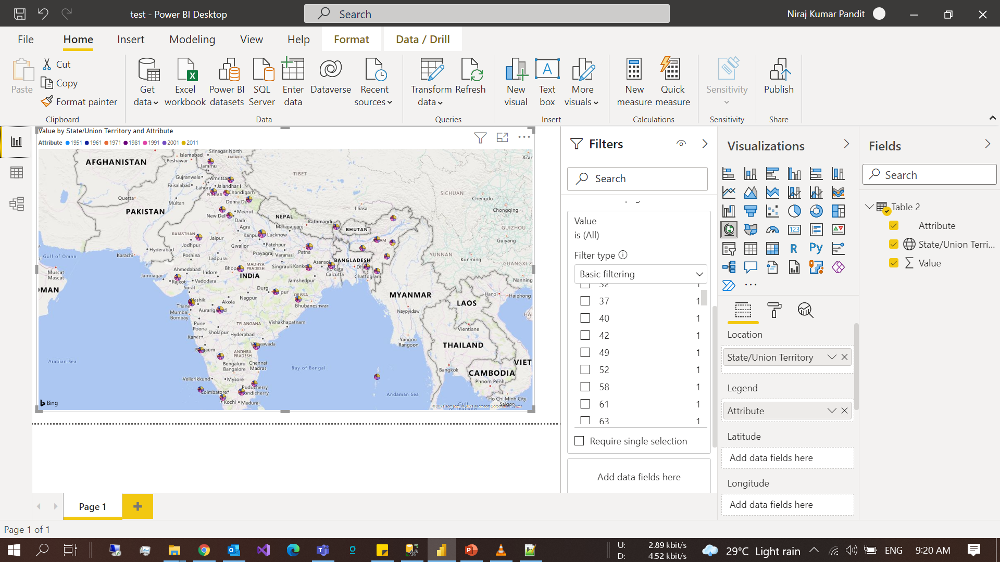 test - Power BI Desktop
Search
Niraj Kumar Pandit
File
Home
Insert
Modeling
View
Help
Format
Data / Drill
Paste
Cut
Copy
Format painter
Clipboard
Get data
Excel workbook
Power BI datasets
SQL Server
Enter data
Dataverse
Recent sources
Data
Transform data
Refresh
Queries
New visual
Text box
More visuals
Insert
New measure
Quick measure
Calculations
Sensitivity
Sensitivity
Publish
Share
Value by State/Union Territory and Attribute
Attribute 1951 1961 1971 1981 1991 2001 2011
AFGHANISTAN
Islamabad
Srinagar North
LADAKH
Peshawar
Jammu
TIBET
Xi'an
Gujranwala
Amritsar
Faisalabad
Lahore
Jalandhar I
PUNJAB
Chandigarh
SICHUAN
Chengdu
Quetta
Multan
Dehra Dun
Lhasa
Chongqing
PAKISTAN
New Delhi
Meerut
NEPAL
Dadri
Kathmandu
BHUTAN
GUIZHOU
Agra
Maharajganj
RAJASTHAN
Jaipur
Kanpur
Lucknow
ASSAM
Guiyang
Jodhpur
Gwalior
Fatehpur
Hyderabad
Patna
YUNNAN
Karachi
Poshina
Prayagraj
Varanasi
Kunming
Gulf of Oman
Ladpura
MADHYA PRADESH
Asansol
BANGLADESH
GUANGXI Z
Muscat
Mascat
Ahmedabad
Indore
Bhopal
Singrauli
Kolkata
Calcutta
Chattogram
Jamnagar
Rajkot
Vadodara
INDIA
Jamshedpur
Nanning
OMAN
Surat
Durg
Raipur
ORISSA
Hanoi
Haiphong
Nashik
Akola
Nagpur
Bhubaneshwar
MYANMAR
LAOS
Thane
Mumbai
Bombay
Aurangabad
Naypyidaw
Pune
Poona
TELANGANA
Vishakhapatnam
Vientiane
Karvir
Sholapur
Hyderabad
Yangon
Rangoon
THAILAND
Belgaum
Vijayawada
ANDHRA PRADESH
Arabian Sea
Bengaluru
Bangalore
Chennai
Madras
Bay of Bengal
Bangkok
VIET
CAMBODIA
Vellarikkund
Mysore
Phnom Penh
Coimbatore
Puducherry
Pondicherry
Andaman Sea
Ho Chi Minh City
Saigon
Bing
Kochi
Madurai
Gulf of Thailand
© 2021 TomTom, © 2021 Microsoft Corporation Terms
Filters
Search
Value
is (All)
Filter type
Basic filtering
32 1
37 1
40 1
42 1
49 1
52 1
58 1
61 1
63 1
Require single selection
Add data fields here
Visualizations
123
R
Py
Location
State/Union Territory
Legend
Attribute
Latitude
Add data fields here
Longitude
Add data fields here
Fields
Search
Table 2
Attribute
State/Union Terri...
Value
Page 1
Page 1 of 1
U: 2.89 kbit/s
D: 4.52 kbit/s
29°C Light rain
ENG
9:20 AM